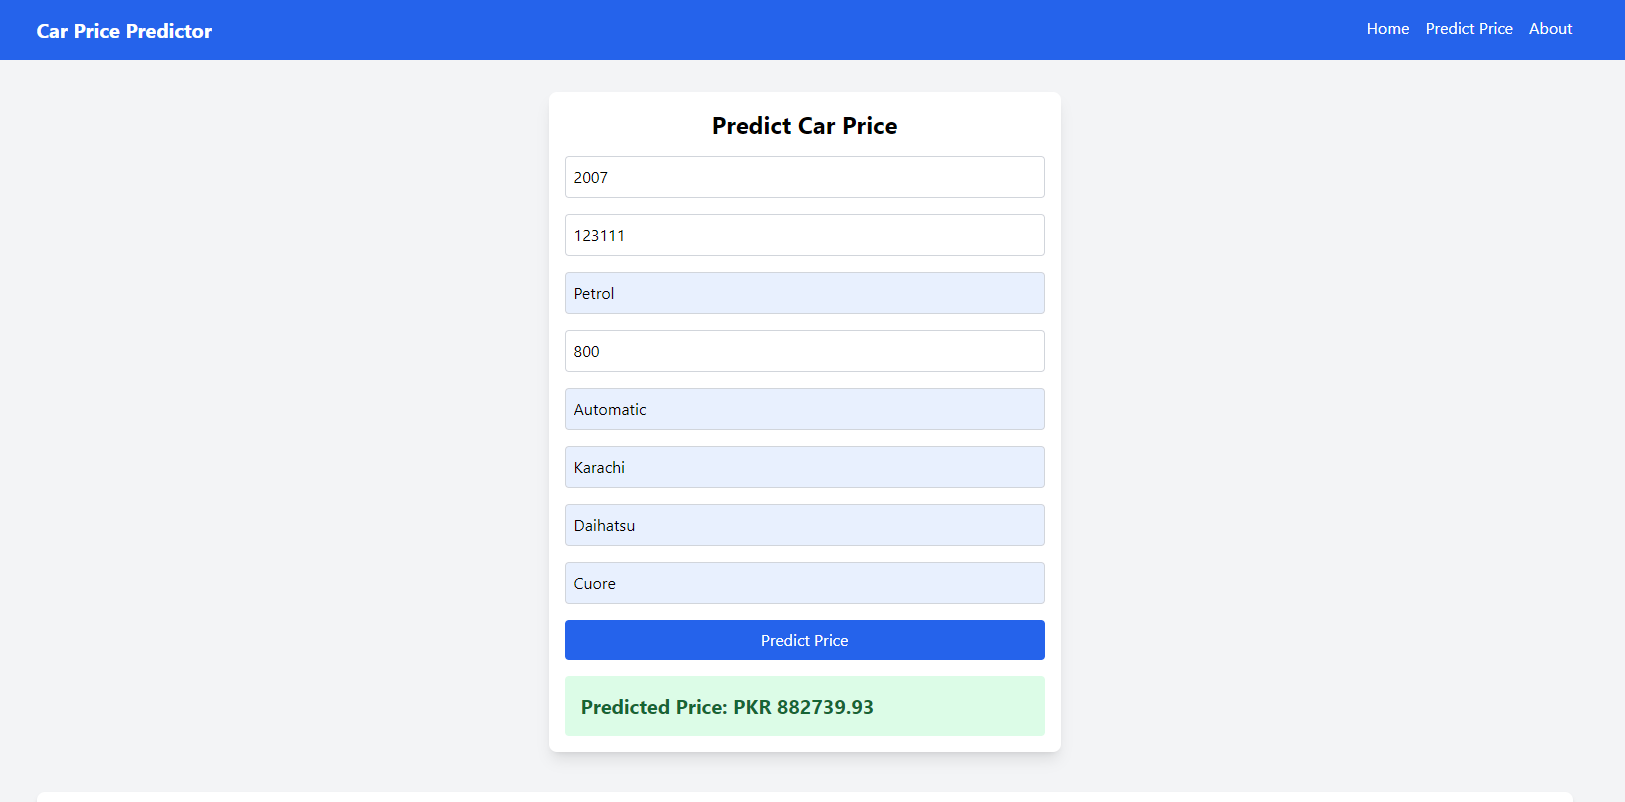 Car Price Predictor
Home Predict Price About
Predict Car Price
2007
123111
Petrol
800
Automatic
Karachi
Daihatsu
Cuore
Predict Price
Predicted Price: PKR 882739.93